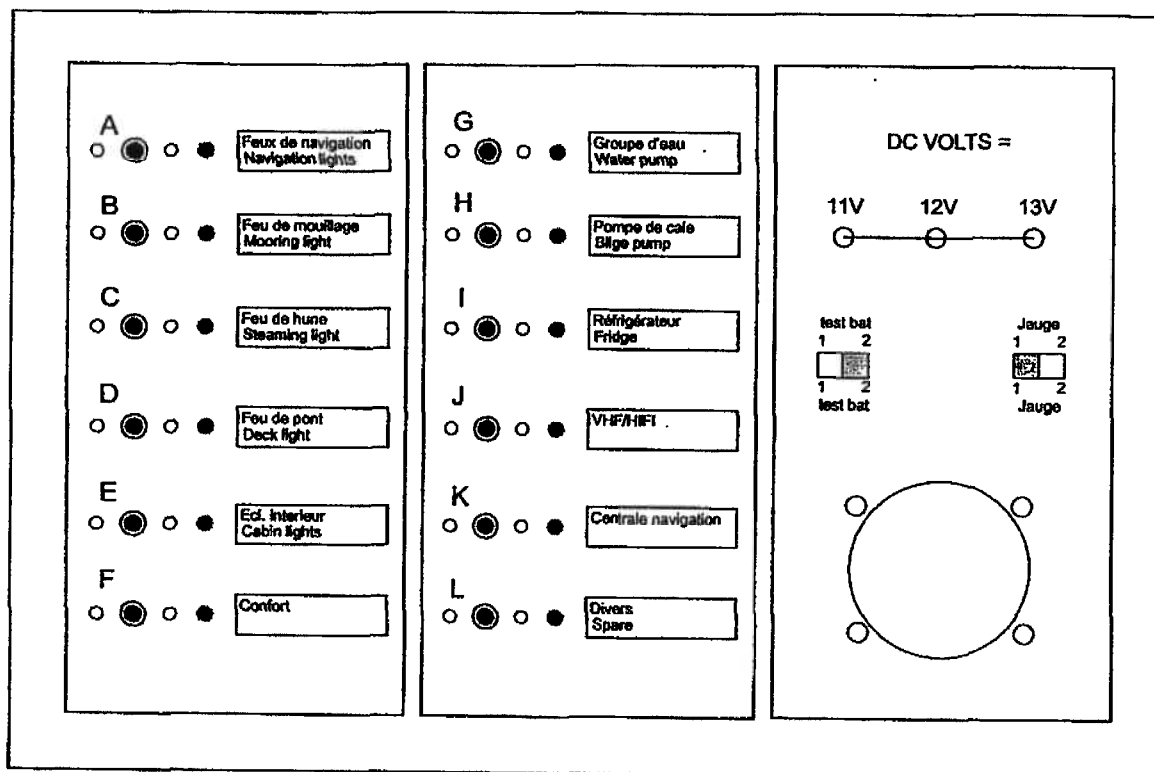 A
Feux de navigation
Navigation lights
B
Feu de mouillage
Mooring light
C
Feu de hune
Steaming light
D
Feu de pont
Deck light
E
Ecl. interieur
Cabin lights
F
Confort
G
Groupe d'eau
Water pump
H
Pompe de cale
Bilge pump
I
Réfrigérateur
Fridge
J
VHF/HIFI
K
Centrale navigation
L
Divers
Spare
DC VOLTS =
11V 12V 13V
test bat
1 2
1 2
test bat
Jauge
1 2
1 2
Jauge